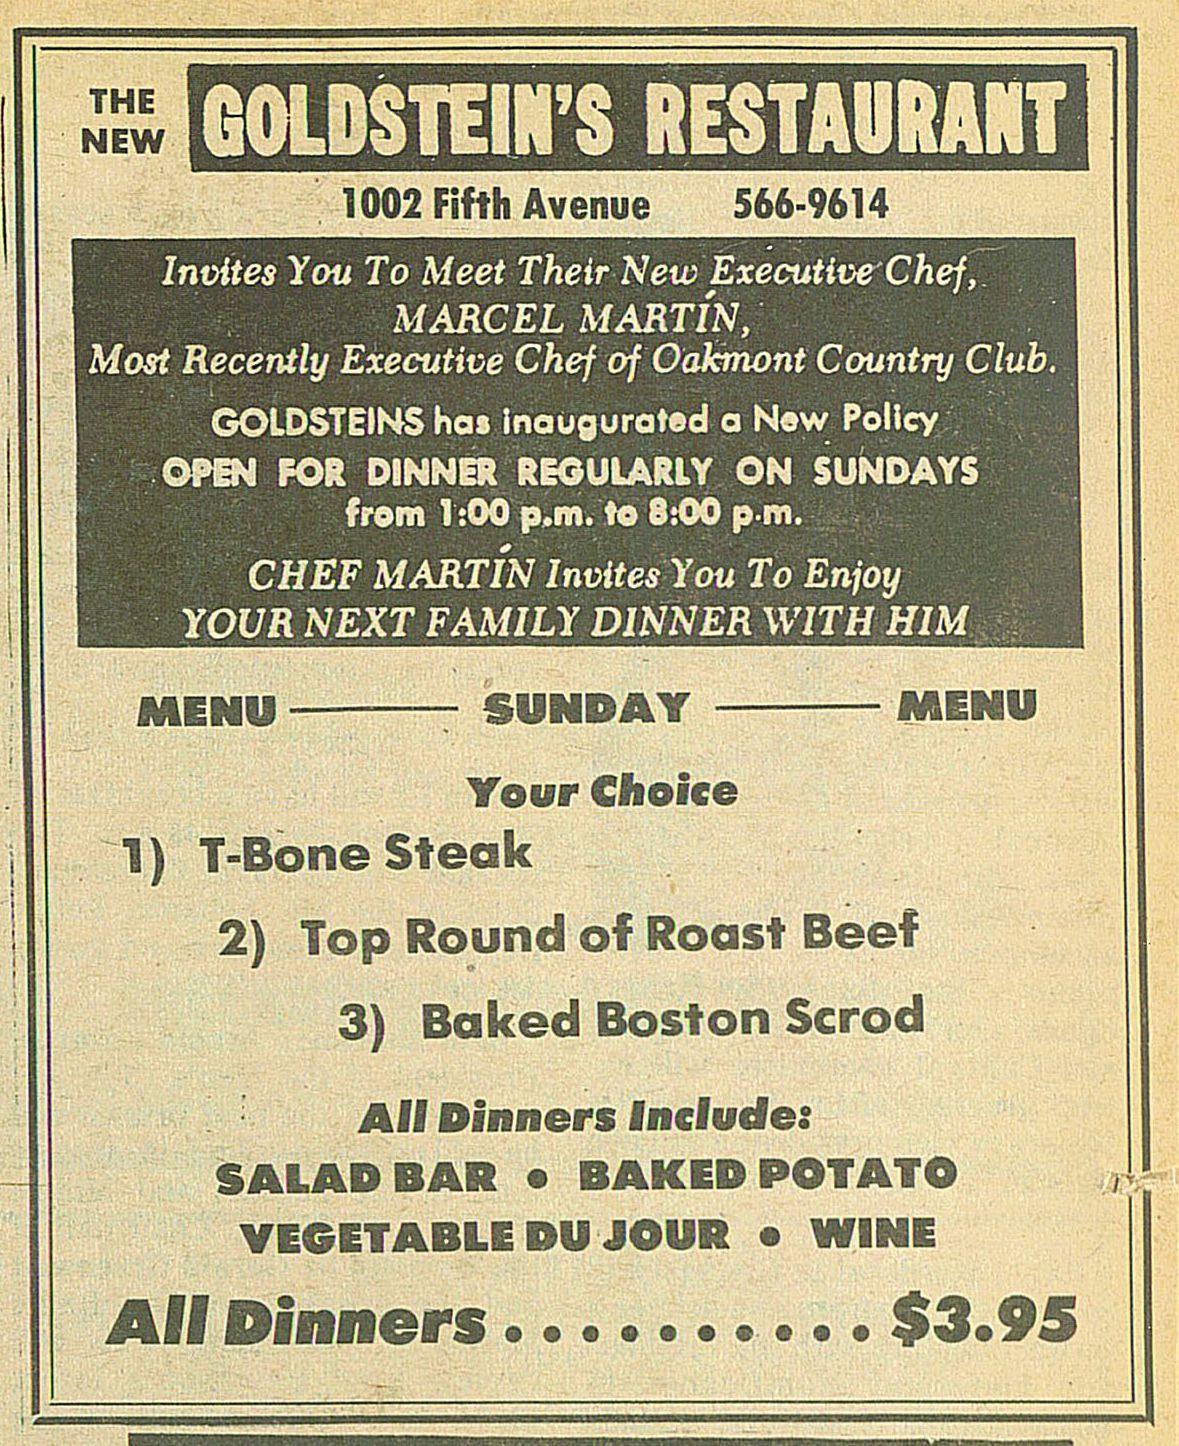 THE NEW GOLDSTEIN'S RESTAURANT
1002 Fifth Avenue 566-9614
Invites You To Meet Their New Executive Chef,
MARCEL MARTÍN,
Most Recently Executive Chef of Oakmont Country Club.
GOLDSTEINS has inaugurated a New Policy
OPEN FOR DINNER REGULARLY ON SUNDAYS
from 1:00 p.m. to 8:00 p.m.
CHEF MARTÍN Invites You To Enjoy
YOUR NEXT FAMILY DINNER WITH HIM
MENU —— SUNDAY —— MENU
Your Choice
1) T-Bone Steak
2) Top Round of Roast Beef
3) Baked Boston Scrod
All Dinners Include:
SALAD BAR • BAKED POTATO
VEGETABLE DU JOUR • WINE
All Dinners . . . . . . . . . . $3.95